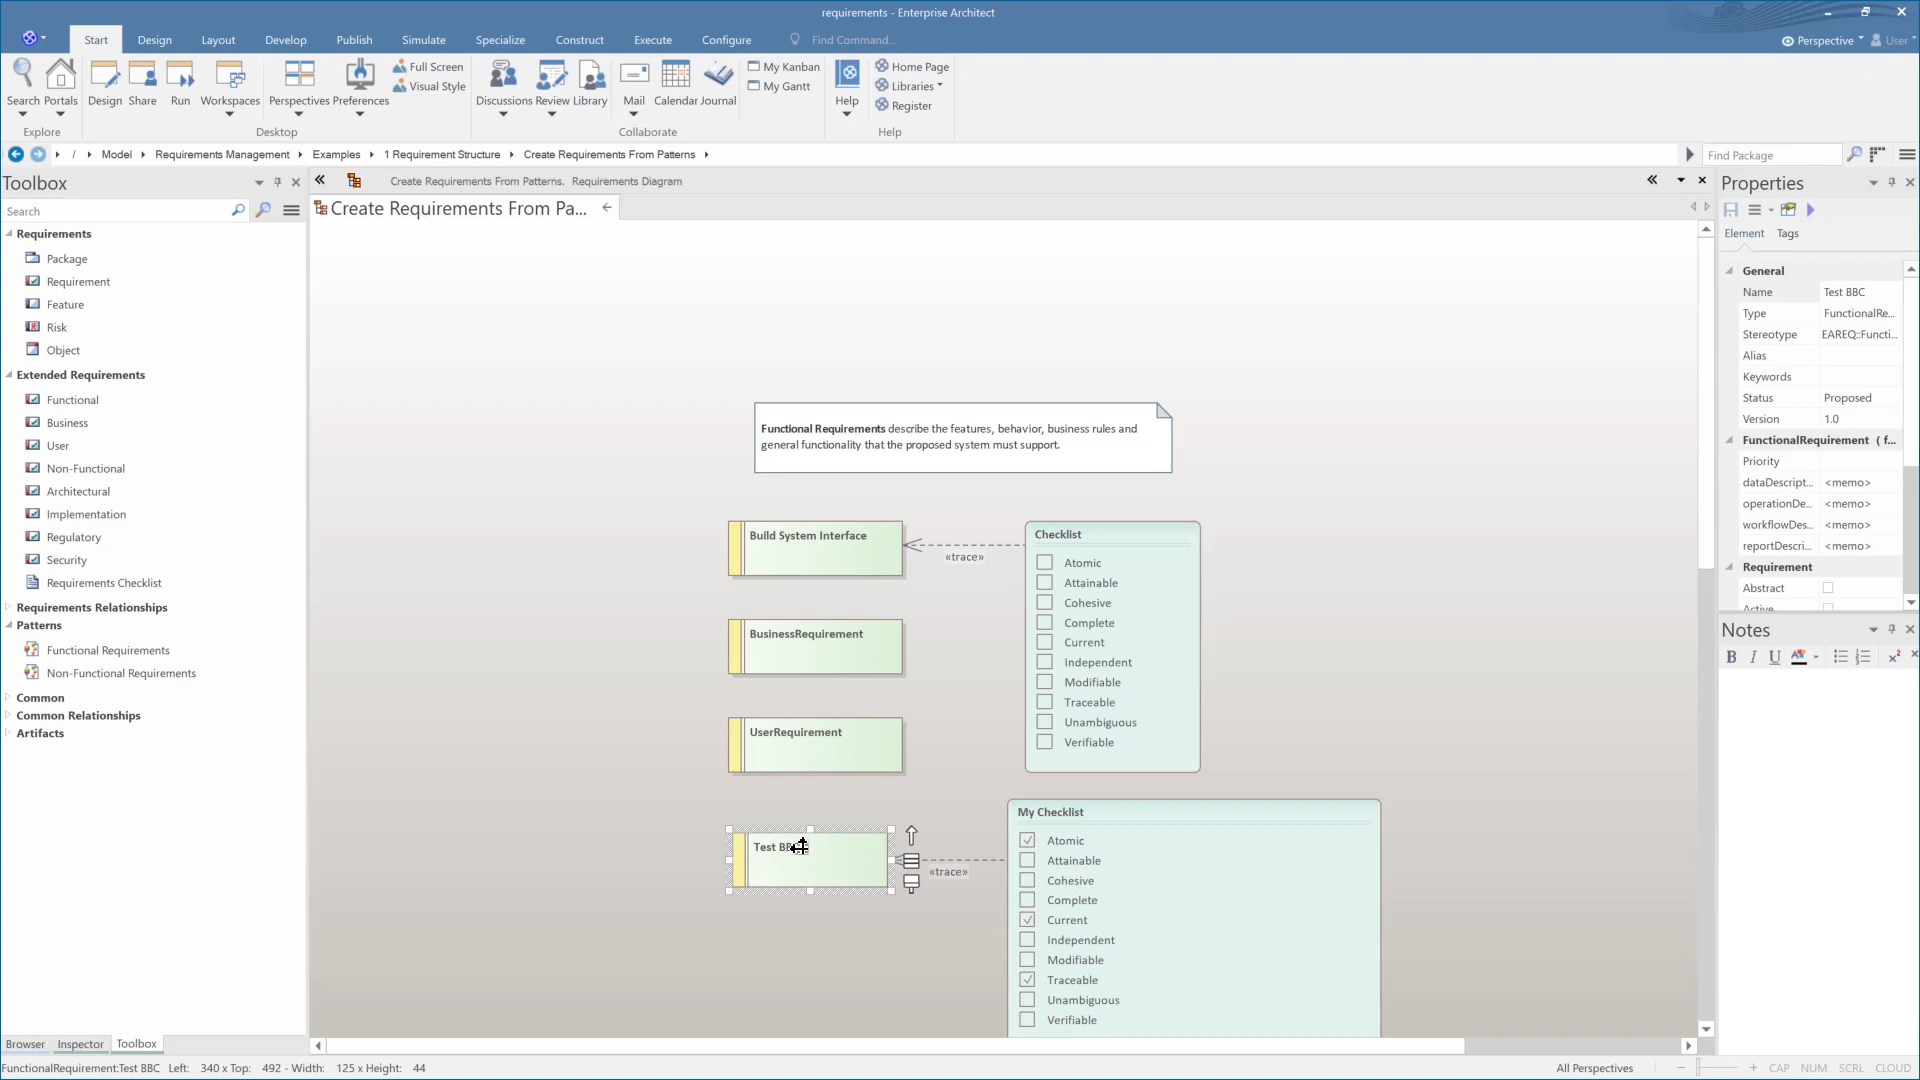 requirements - Enterprise Architect
Start
Design
Layout
Develop
Publish
Simulate
Specialize
Construct
Execute
Configure
Find Command...
Perspective
User
Search
Portals
Design
Share
Run
Workspaces
Perspectives
Preferences
Full Screen
Visual Style
Discussions
Review
Library
Mail
Calendar
Journal
My Kanban
My Gantt
Help
Home Page
Libraries
Register
Explore
Desktop
Collaborate
Help
/
Model
Requirements Management
Examples
1 Requirement Structure
Create Requirements From Patterns
Find Package
Toolbox
Search
Requirements
Package
Requirement
Feature
Risk
Object
Extended Requirements
Functional
Business
User
Non-Functional
Architectural
Implementation
Regulatory
Security
Requirements Checklist
Requirements Relationships
Patterns
Functional Requirements
Non-Functional Requirements
Common
Common Relationships
Artifacts
Browser
Inspector
Toolbox
Create Requirements From Patterns. Requirements Diagram
Create Requirements From Pa...
Functional Requirements describe the features, behavior, business rules and
general functionality that the proposed system must support.
Build System Interface
«trace»
BusinessRequirement
UserRequirement
Checklist
Atomic
Attainable
Cohesive
Complete
Current
Independent
Modifiable
Traceable
Unambiguous
Verifiable
Test BBC
«trace»
My Checklist
Atomic
Attainable
Cohesive
Complete
Current
Independent
Modifiable
Traceable
Unambiguous
Verifiable
Properties
Element
Tags
General
Name Test BBC
Type FunctionalRe...
Stereotype EAREQ::Functi...
Alias
Keywords
Status Proposed
Version 1.0
FunctionalRequirement ( f...
Priority
dataDescript... <memo>
operationDe... <memo>
workflowDes... <memo>
reportDescri... <memo>
Requirement
Abstract
Active
Notes
B I U A x²
FunctionalRequirement:Test BBC Left: 340 x Top: 492 - Width: 125 x Height: 44
All Perspectives
CAP NUM SCRL CLOUD